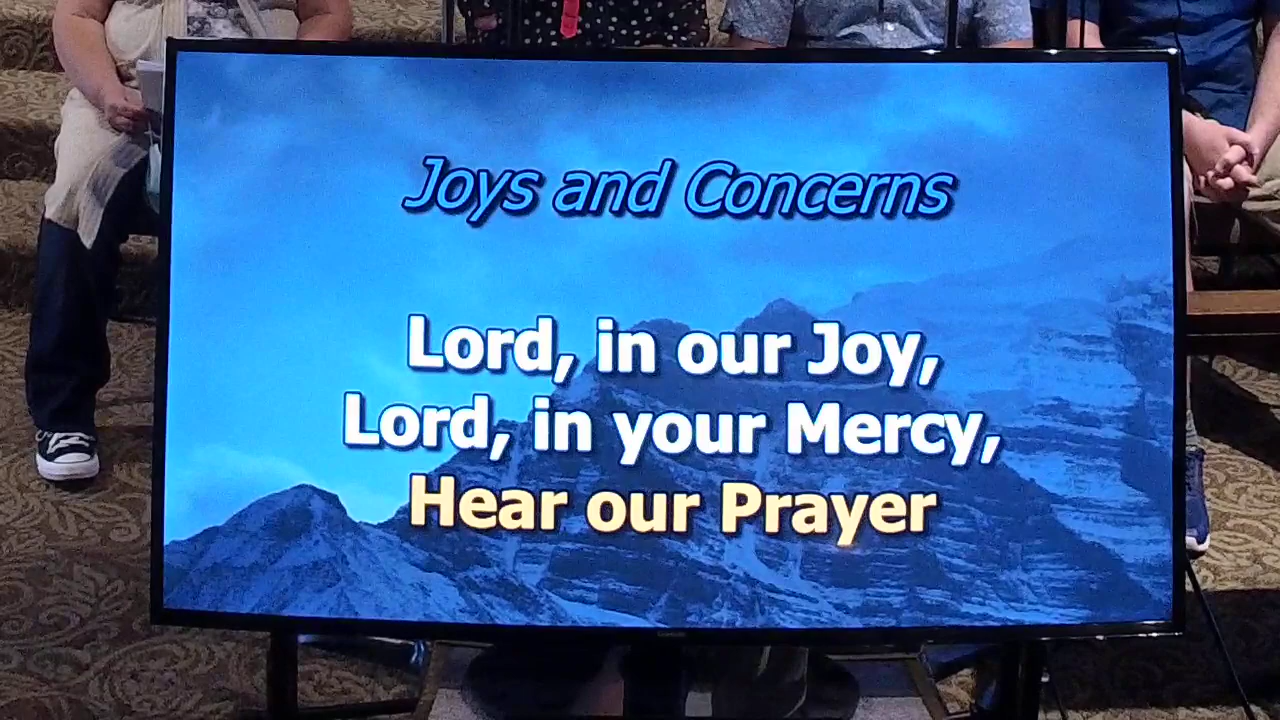 Joys and Concerns
Lord, in our Joy,
Lord, in your Mercy,
Hear our Prayer